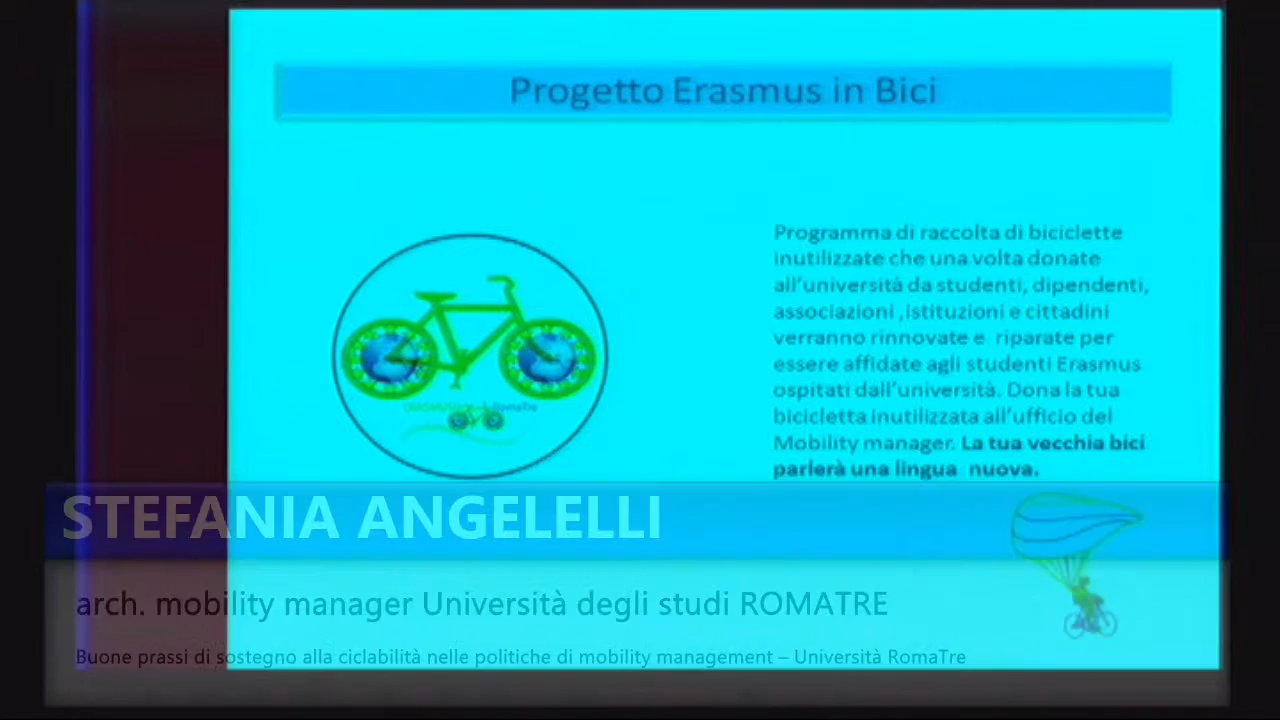 Progetto Erasmus in Bici
Programma di raccolta di biciclette
inutilizzate che una volta donate
all'università da studenti, dipendenti,
associazioni ,istituzioni e cittadini
verranno rinnovate e riparate per
essere affidate agli studenti Erasmus
ospitati dall'università. Dona la tua
bicicletta inutilizzata all'ufficio del
Mobility manager. La tua vecchia bici
parlerà una lingua nuova.
RomaTre
STEFANIA ANGELELLI
arch. mobility manager Università degli studi ROMATRE
Buone prassi di sostegno alla ciclabilità nelle politiche di mobility management – Università RomaTre